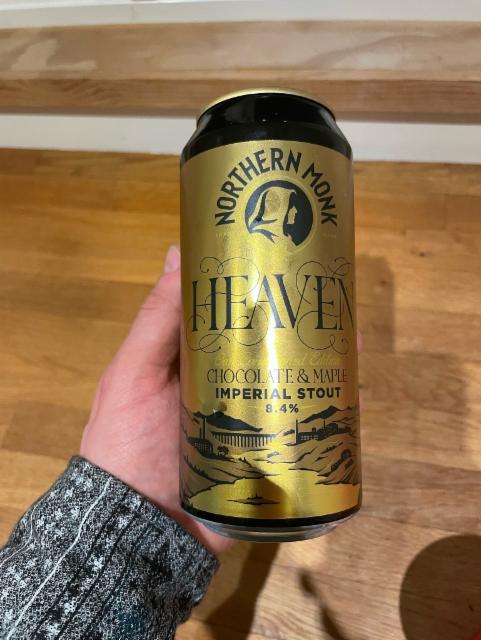 NORTHERN MONK
HEAVEN
CHOCOLATE & MAPLE
IMPERIAL STOUT
8.4%